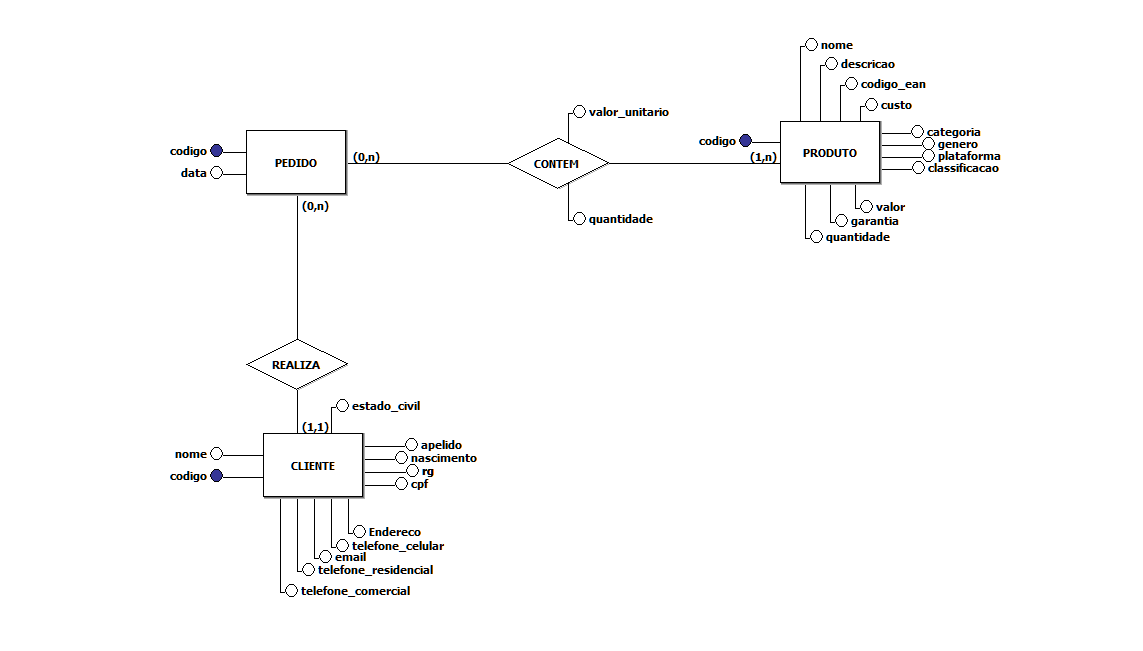 nome
descricao
codigo_ean
custo
valor_unitario
codigo
categoria
genero
plataforma
classificacao
codigo
data
PEDIDO
(0,n)
CONTEM
(1,n)
PRODUTO
valor
garantia
quantidade
quantidade
(0,n)
REALIZA
estado_civil
(1,1)
nome
codigo
CLIENTE
apelido
nascimento
rg
cpf
Endereco
telefone_celular
email
telefone_residencial
telefone_comercial